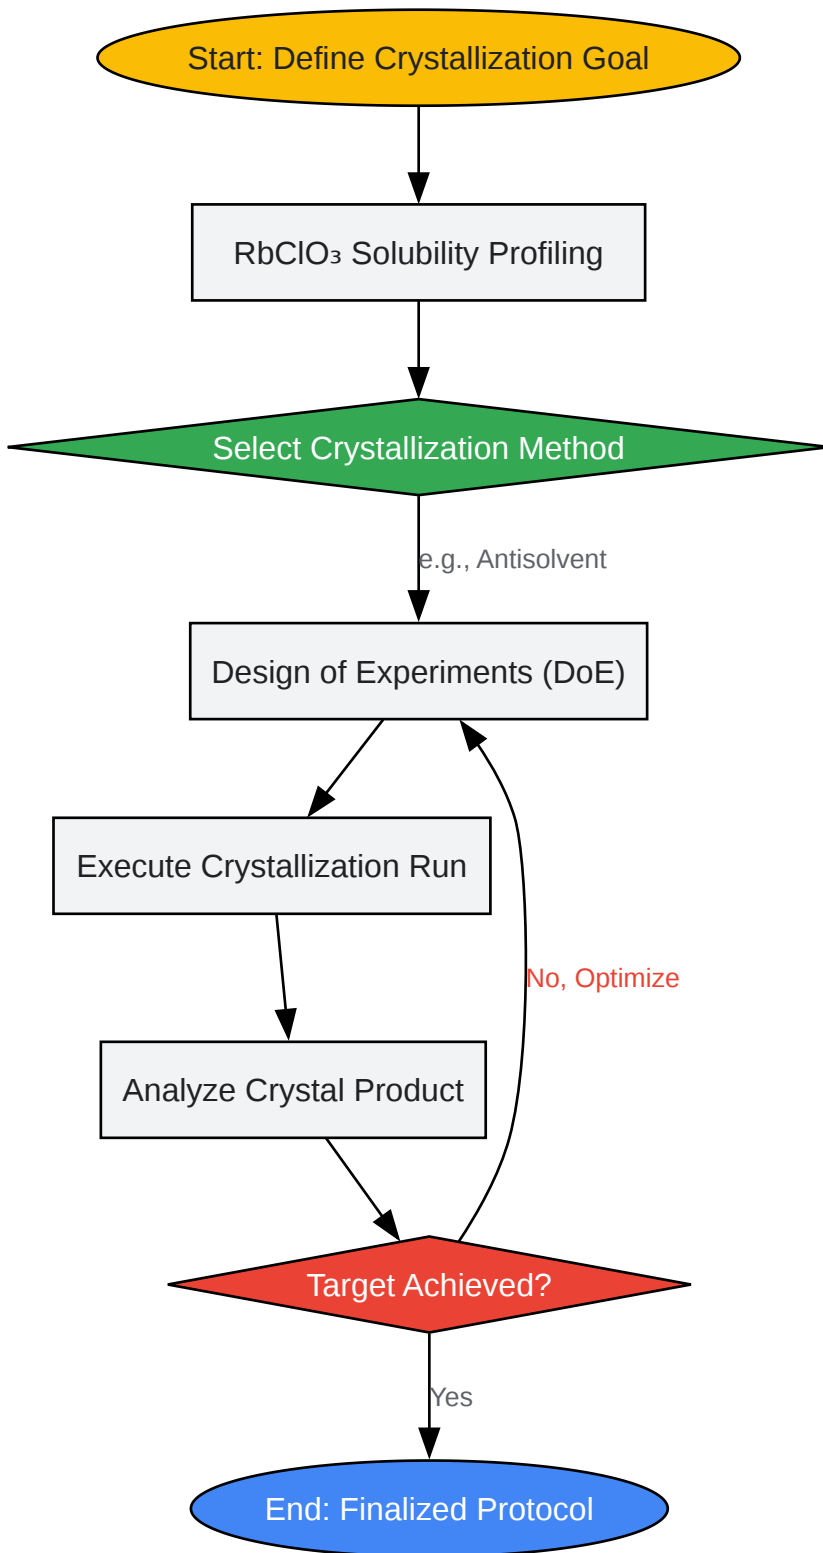 Start: Define Crystallization Goal
RbClO₃ Solubility Profiling
Select Crystallization Method
e.g., Antisolvent
Design of Experiments (DoE)
Execute Crystallization Run
No, Optimize
Analyze Crystal Product
Target Achieved?
Yes
End: Finalized Protocol